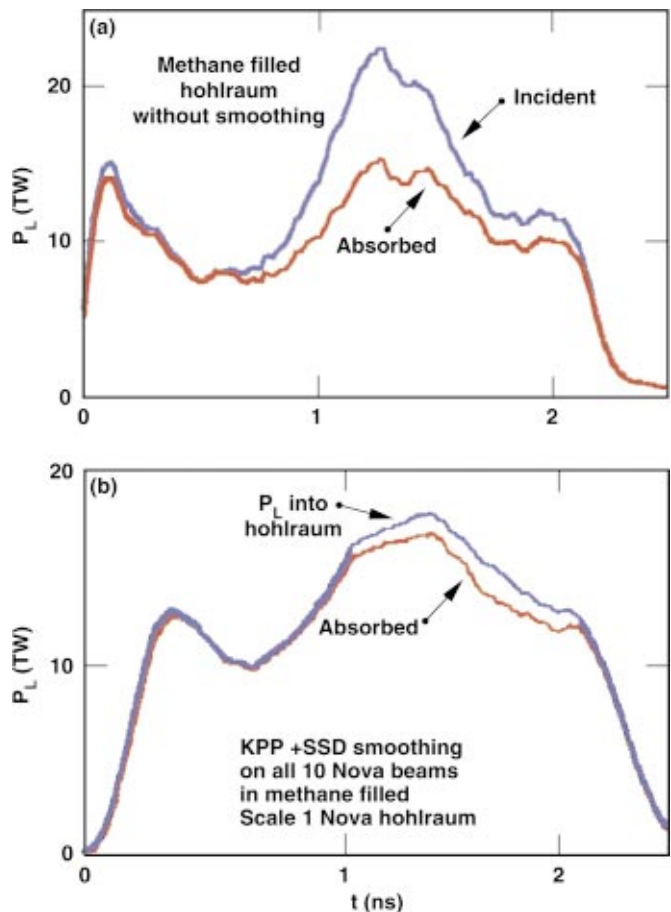 (a)
20
Methane filled
hohlraum
without smoothing
Incident
P_L (TW)
10
Absorbed
0
0
1
2
20
(b)
P_L into
hohlraum
P_L (TW)
Absorbed
10
KPP +SSD smoothing
on all 10 Nova beams
in methane filled
Scale 1 Nova hohlraum
0
1
2
t (ns)